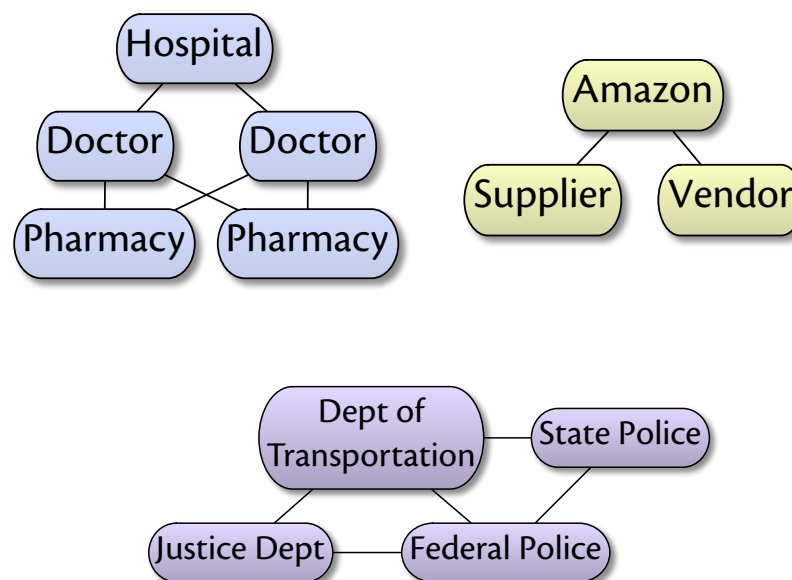 Hospital
Doctor
Doctor
Pharmacy
Pharmacy
Amazon
Supplier
Vendor
Dept of
Transportation
State Police
Justice Dept
Federal Police